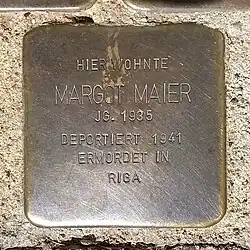 HIER WOHNTE
MARGOT MAIER
JG. 1935
DEPORTIERT 1941
ERMORDET IN
RIGA